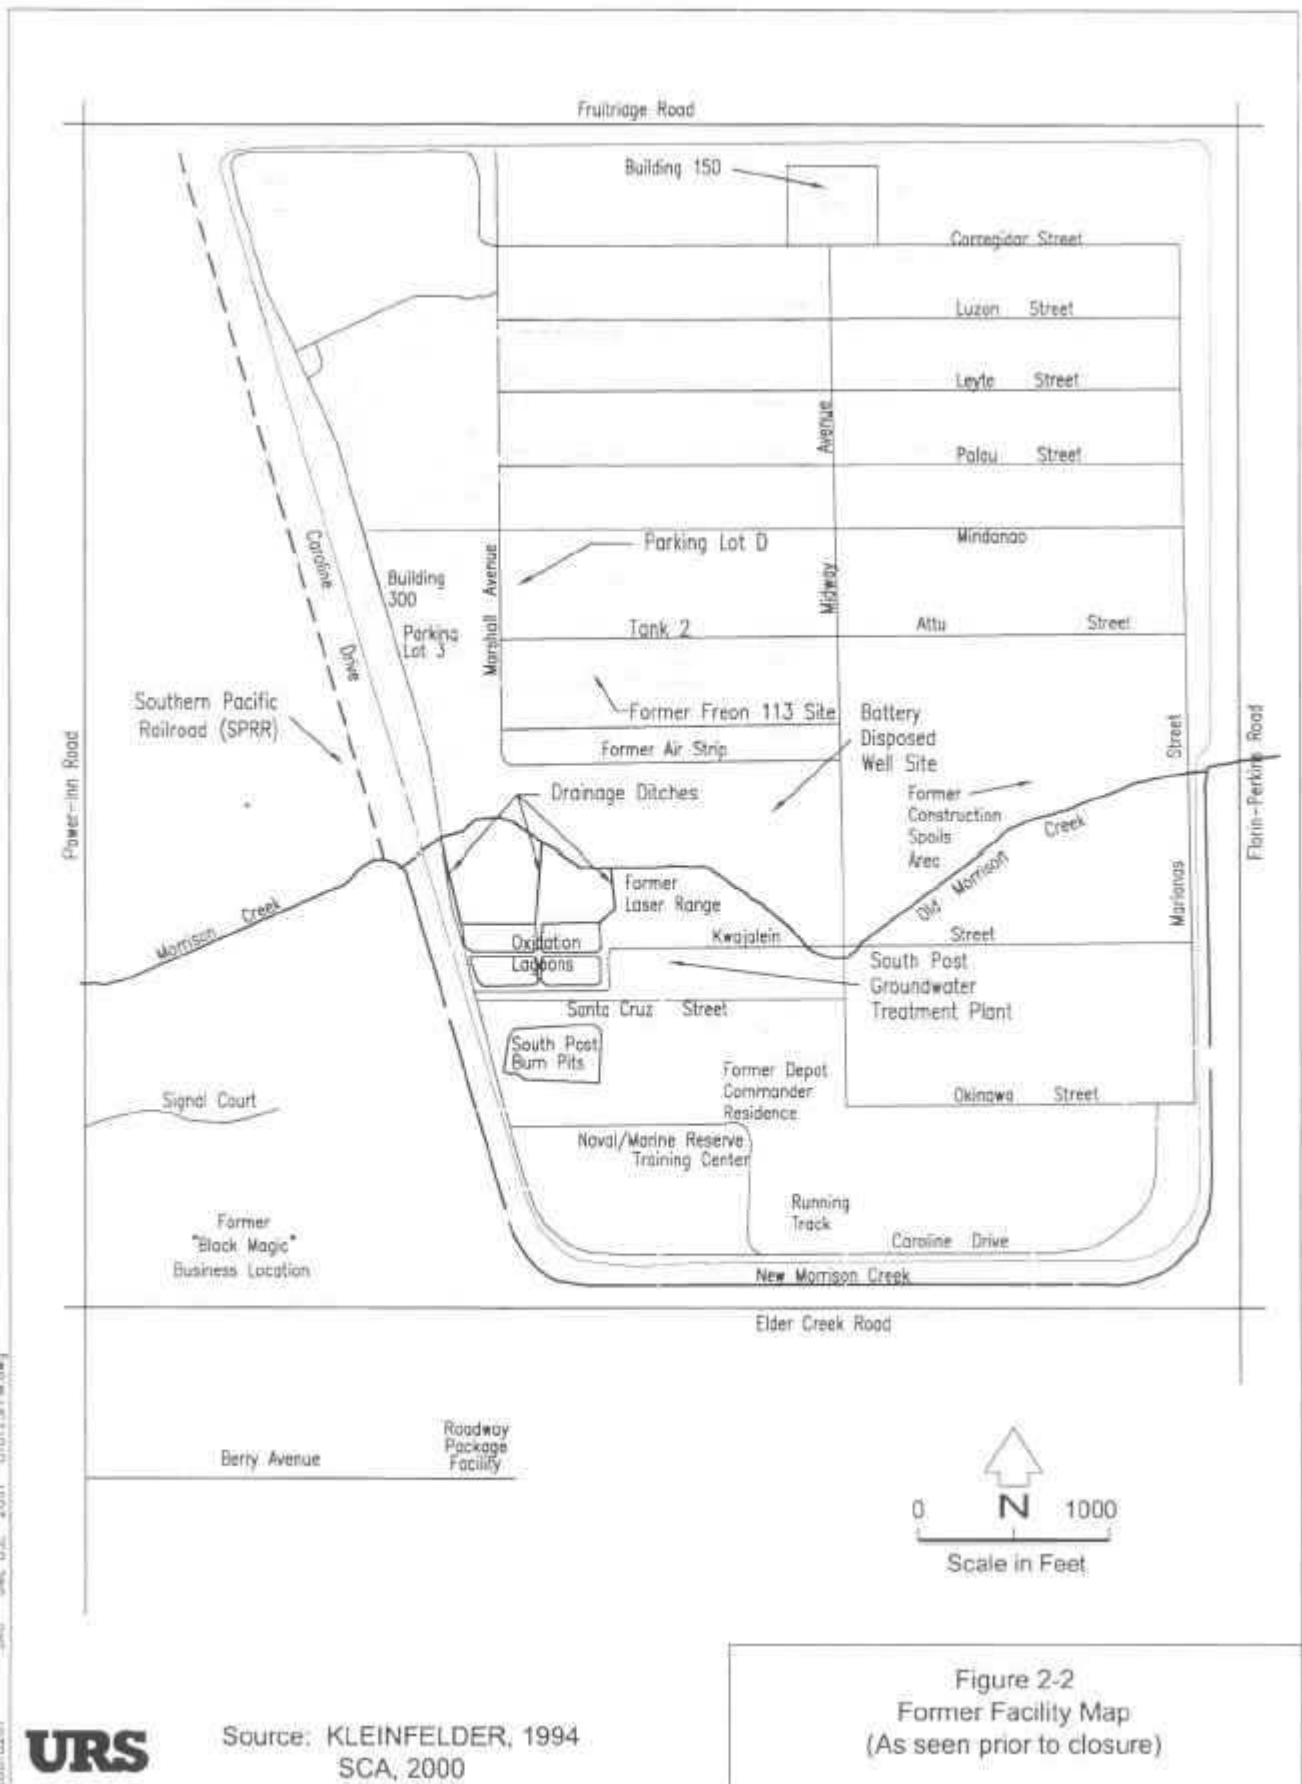 Fruitridge Road
Building 150
Corregidor Street
Luzon Street
Leyte Street
Avenue
Palau Street
Mindanao
Parking Lot D
Caroline
Building
300
Marshall Avenue
Midway
Parking
Lot 3
Tank 2
Attu Street
Drive
Southern Pacific
Railroad (SPRR)
Former Freon 113 Site
Battery
Disposed
Well Site
Former Air Strip
Street
Power-Inn Road
Florin-Perkins Road
Drainage Ditches
Former
Construction
Spoils
Area
Creek
Old Morrison
Former
Laser Range
Marianas
Morrison Creek
Oxidation
Lagoons
Kwajalein Street
South Post
Groundwater
Treatment Plant
Santa Cruz Street
South Post
Burn Pits
Former Depot
Commander
Residence
Okinawa Street
Signal Court
Naval/Marine Reserve
Training Center
Running
Track
Former
"Black Magic"
Business Location
Caroline Drive
New Morrison Creek
Elder Creek Road
Roadway
Package
Facility
Berry Avenue
0 N 1000
Scale in Feet
Figure 2-2
Former Facility Map
(As seen prior to closure)
URS
Source: KLEINFELDER, 1994
SCA, 2000